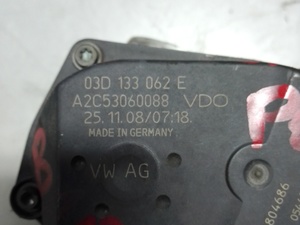 03D 133 062 E
A2C53060088 VDO
25.11.08/07:18.
MADE IN GERMANY
VW AG
804686